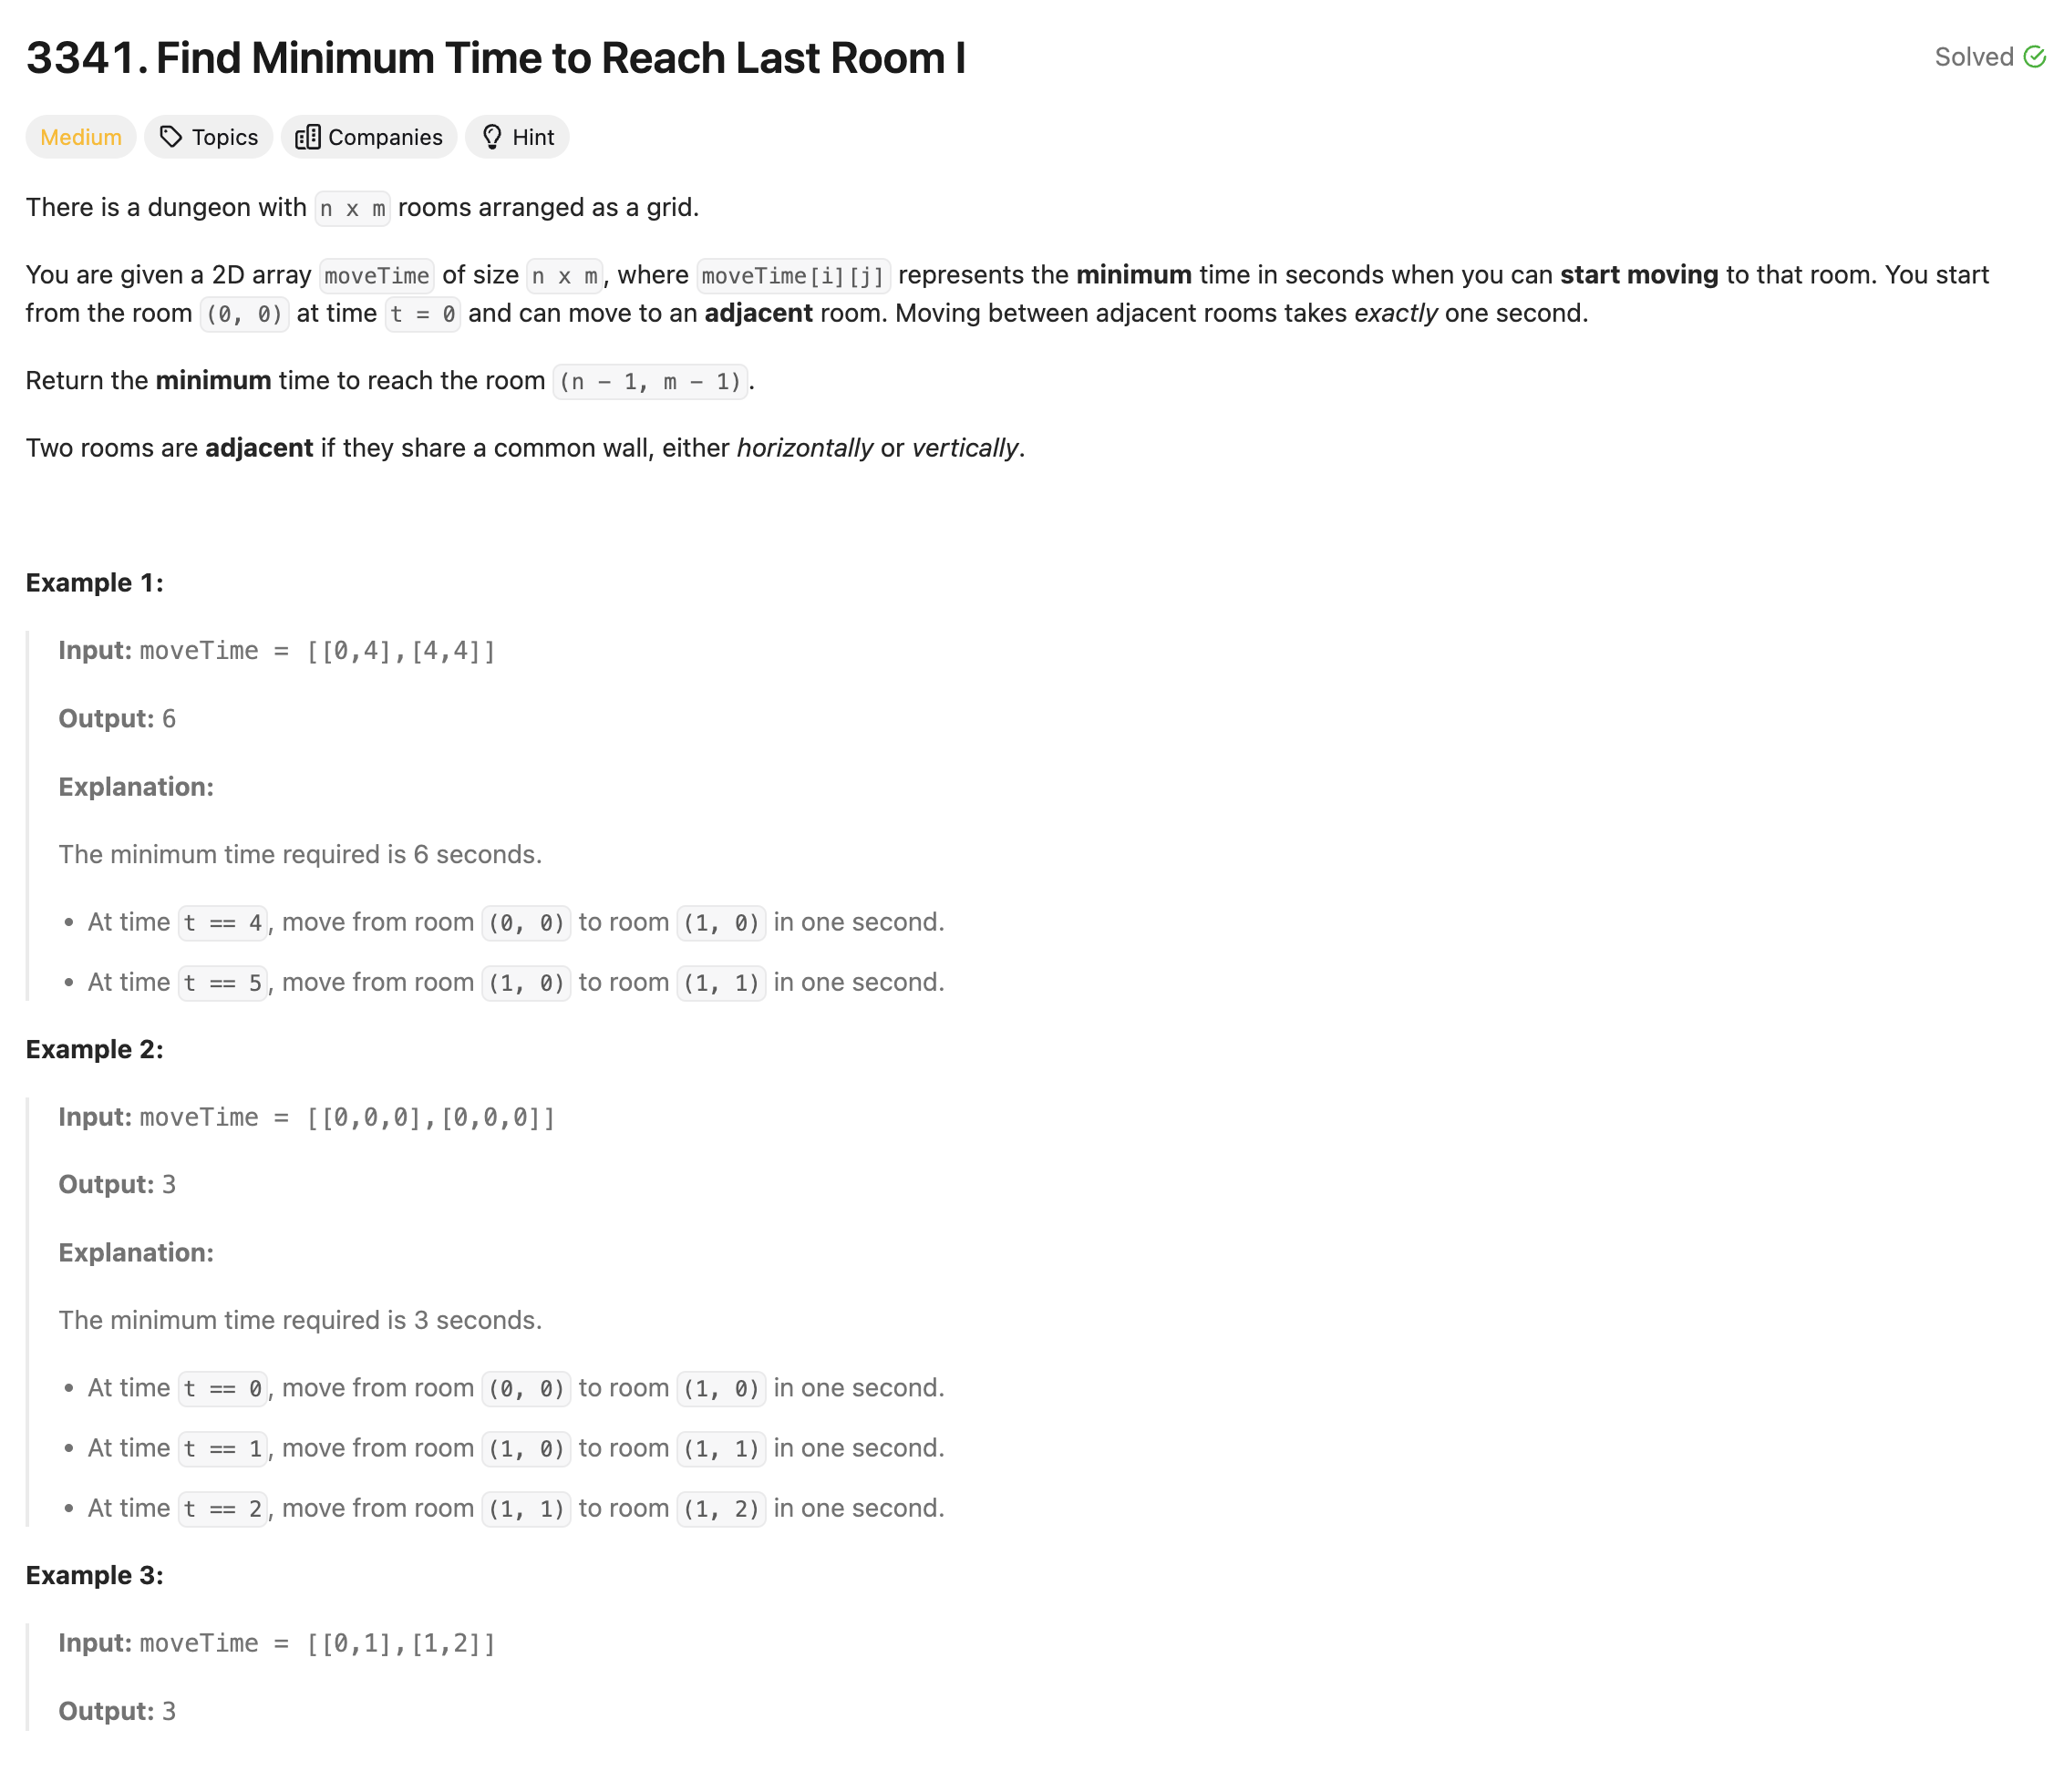 3341. Find Minimum Time to Reach Last Room I
Solved
Medium Topics Companies Hint
There is a dungeon with n x m rooms arranged as a grid.
You are given a 2D array moveTime of size n x m, where moveTime[i][j] represents the minimum time in seconds when you can start moving to that room. You start
from the room (0, 0) at time t = 0 and can move to an adjacent room. Moving between adjacent rooms takes exactly one second.
Return the minimum time to reach the room (n - 1, m - 1).
Two rooms are adjacent if they share a common wall, either horizontally or vertically.
Example 1:
Input: moveTime = [[0,4],[4,4]]
Output: 6
Explanation:
The minimum time required is 6 seconds.
• At time t == 4, move from room (0, 0) to room (1, 0) in one second.
• At time t == 5, move from room (1, 0) to room (1, 1) in one second.
Example 2:
Input: moveTime = [[0,0,0],[0,0,0]]
Output: 3
Explanation:
The minimum time required is 3 seconds.
• At time t == 0, move from room (0, 0) to room (1, 0) in one second.
• At time t == 1, move from room (1, 0) to room (1, 1) in one second.
• At time t == 2, move from room (1, 1) to room (1, 2) in one second.
Example 3:
Input: moveTime = [[0,1],[1,2]]
Output: 3